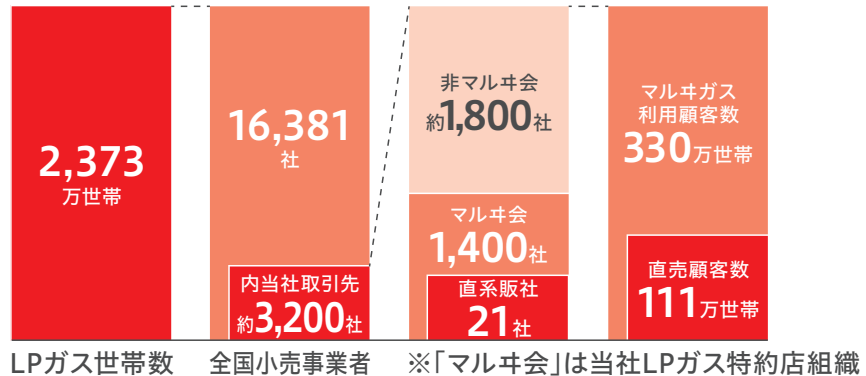 2,373
万世帯
LPガス世帯数
16,381
社
内当社取引先
約3,200社
全国小売事業者
非マルヰ会
約1,800社
マルヰ会
1,400社
直系販社
21社
マルヰガス
利用顧客数
330万世帯
直売顧客数
111万世帯
※「マルヰ会」は当社LPガス特約店組織